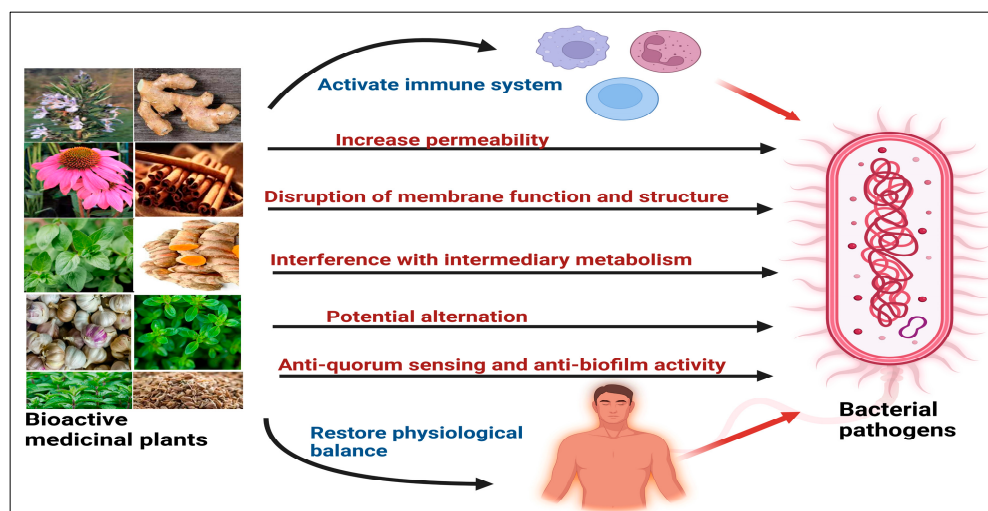 Activate immune system
Increase permeability
Disruption of membrane function and structure
Interference with intermediary metabolism
Potential alternation
Anti-quorum sensing and anti-biofilm activity
Bioactive
medicinal plants
Restore physiological
balance
Bacterial
pathogens